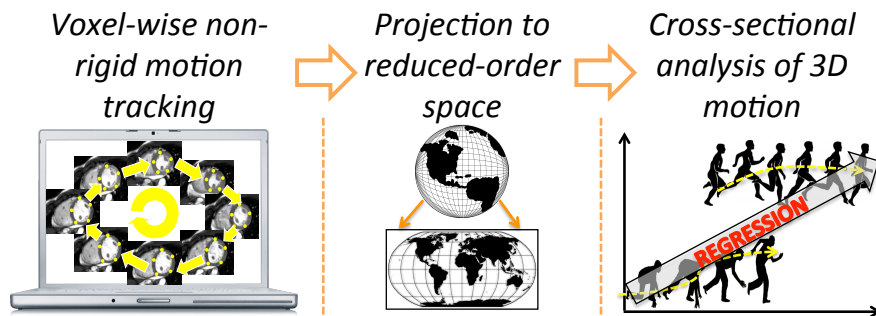 Voxel-wise non-
rigid motion
tracking
Projection to
reduced-order
space
Cross-sectional
analysis of 3D
motion
REGRESSION